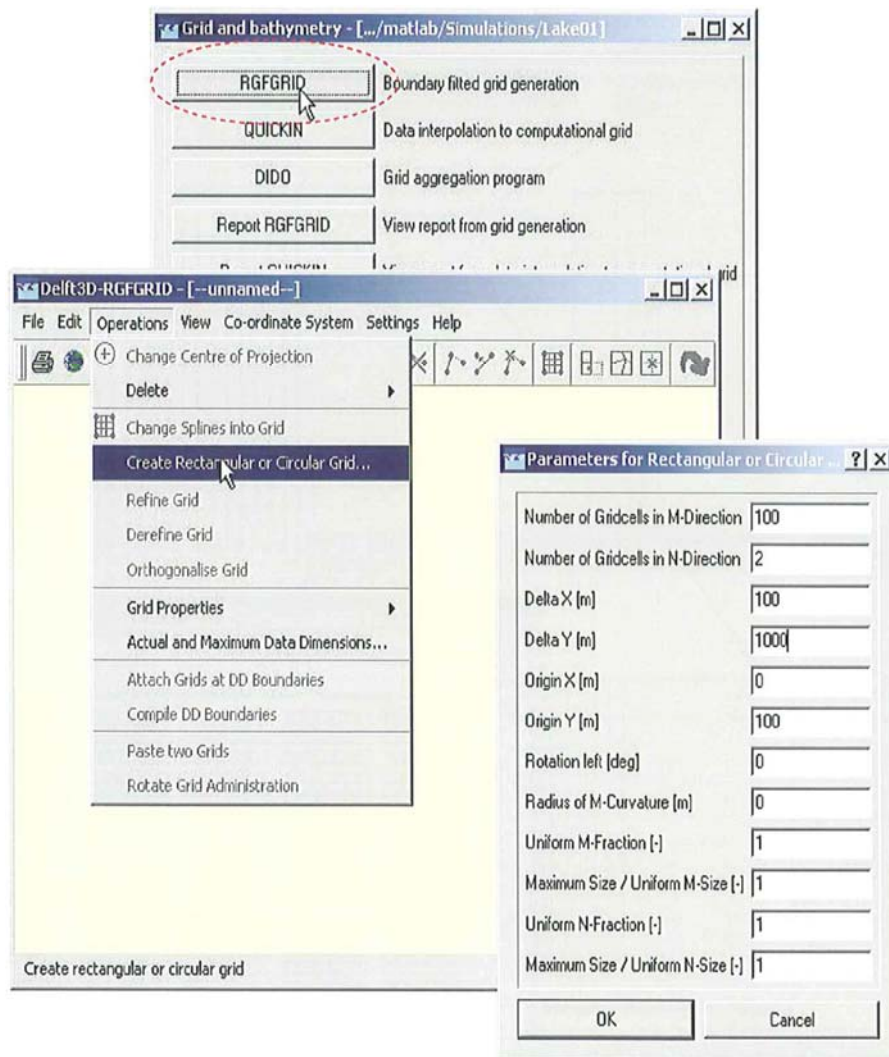 Grid and bathymetry - [.../matlab/Simulations/Lake01]
RGFGRID Boundary fitted grid generation
QUICKIN Data interpolation to computational grid
DIDO Grid aggregation program
Report RGFGRID View report from grid generation
grid
Delft3D-RGFGRID - [--unnamed--]
File Edit Operations View Co-ordinate System Settings Help
Change Centre of Projection
Delete
Change Splines into Grid
Create Rectangular or Circular Grid...
Refine Grid
Derefine Grid
Orthogonalise Grid
Grid Properties
Actual and Maximum Data Dimensions...
Attach Grids at DD Boundaries
Compile DD Boundaries
Paste two Grids
Rotate Grid Administration
Create rectangular or circular grid
Parameters for Rectangular or Circular ...
Number of Gridcells in M-Direction 100
Number of Gridcells in N-Direction 2
Delta X [m] 100
Delta Y [m] 1000
Origin X [m] 0
Origin Y [m] 100
Rotation left [deg] 0
Radius of M-Curvature [m] 0
Uniform M-Fraction [-] 1
Maximum Size / Uniform M-Size [-] 1
Uniform N-Fraction [-] 1
Maximum Size / Uniform N-Size [-] 1
OK Cancel